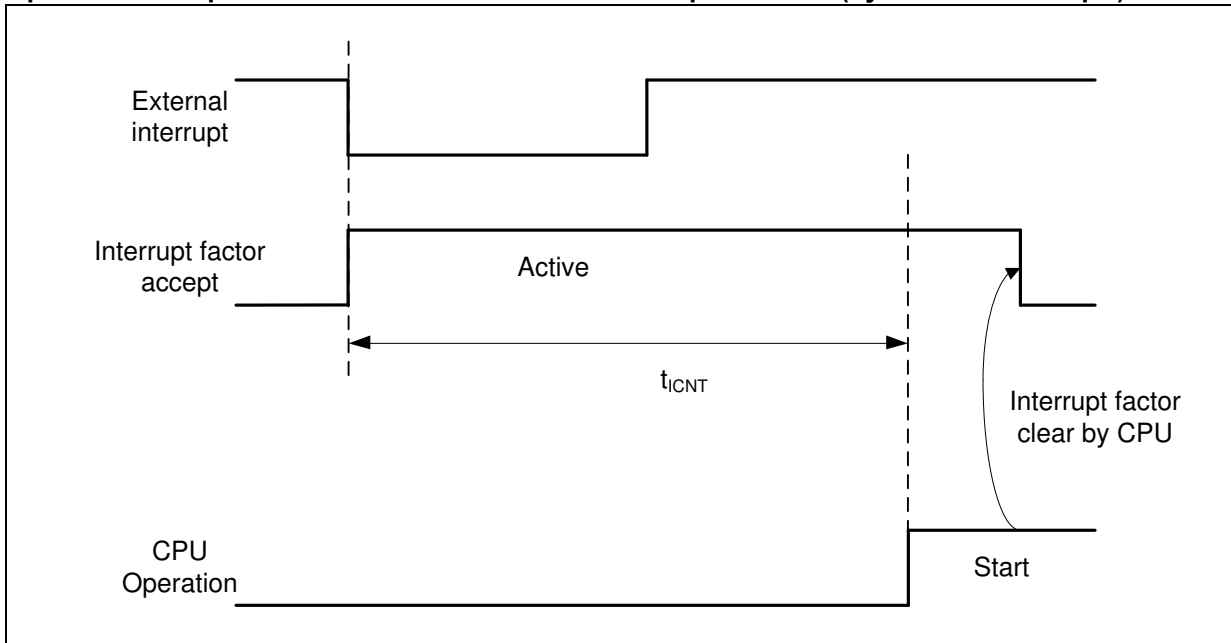 External
interrupt
Interrupt factor
accept
Active
tICNT
Interrupt factor
clear by CPU
CPU
Operation
Start